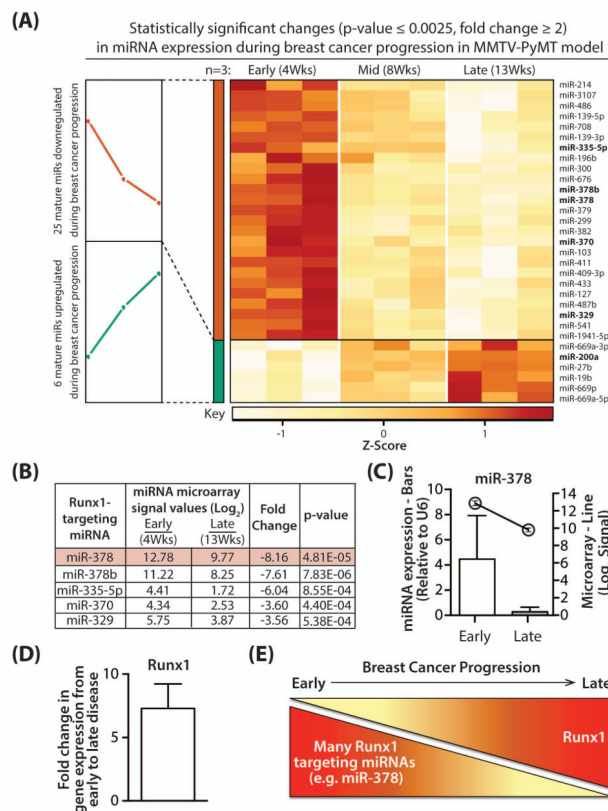 (A)
Statistically significant changes (p-value ≤ 0.0025, fold change ≥ 2)
in miRNA expression during breast cancer progression in MMTV-PyMT model
n=3: Early (4Wks) Mid (8Wks) Late (13Wks)
25 mature miRs downregulated
during breast cancer progression
6 mature miRs upregulated
during breast cancer progression
miR-214
miR-3107
miR-486
miR-139-5p
miR-708
miR-139-3p
miR-335-5p
miR-196b
miR-300
miR-676
miR-378b
miR-378
miR-379
miR-299
miR-382
miR-370
miR-103
miR-411
miR-409-3p
miR-433
miR-127
miR-487b
miR-329
miR-541
miR-1941-5p
miR-669a-3p
miR-200a
miR-27b
miR-19b
miR-669p
miR-669a-5p
Key
-1 0 1
Z-Score
(B)
Runx1-
targeting
miRNA
miRNA microarray
signal values (Log2)
Early
(4Wks)
Late
(13Wks)
Fold
Change
p-value
miR-378 12.78 9.77 -8.16 4.81E-05
miR-378b 11.22 8.25 -7.61 7.83E-06
miR-335-5p 4.41 1.72 -6.04 8.55E-04
miR-370 4.34 2.53 -3.60 4.40E-04
miR-329 5.75 3.87 -3.56 5.38E-04
(C)
miR-378
miRNA expression - Bars
(Relative to U6)
10
8
6
4
2
0
14
12
10
8
6
4
2
0
Microarray - Line
(Log2 Signal)
Early Late
(D)
Runx1
Fold change in
gene expression from
early to late disease
10
5
0
(E)
Breast Cancer Progression
Early Late
Many Runx1
targeting miRNAs
(e.g. miR-378)
Runx1